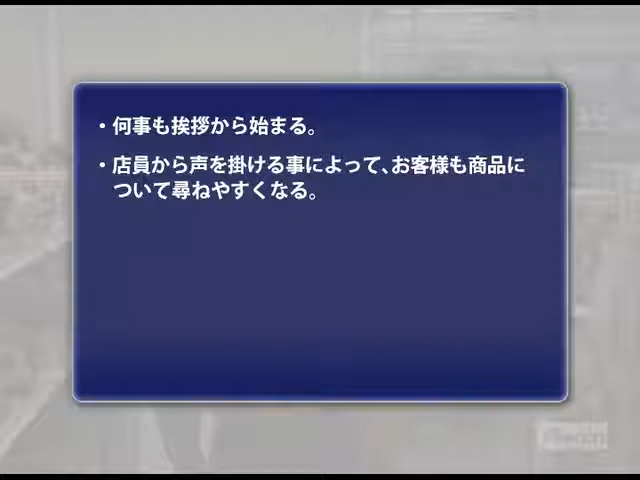 ・何事も挨拶から始まる。
・店員から声を掛ける事によって、お客様も商品に
ついて尋ねやすくなる。